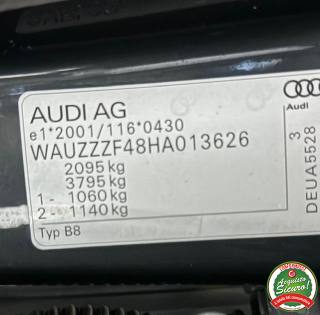 AUDI AG
e1*2001/116*0430
WAUZZZF48HA013626
2095 kg
3795 kg
1- 1060 kg
2- 1140 kg
Typ B8
Audi
3
DEUA5528
Acquisto
Sicuro!